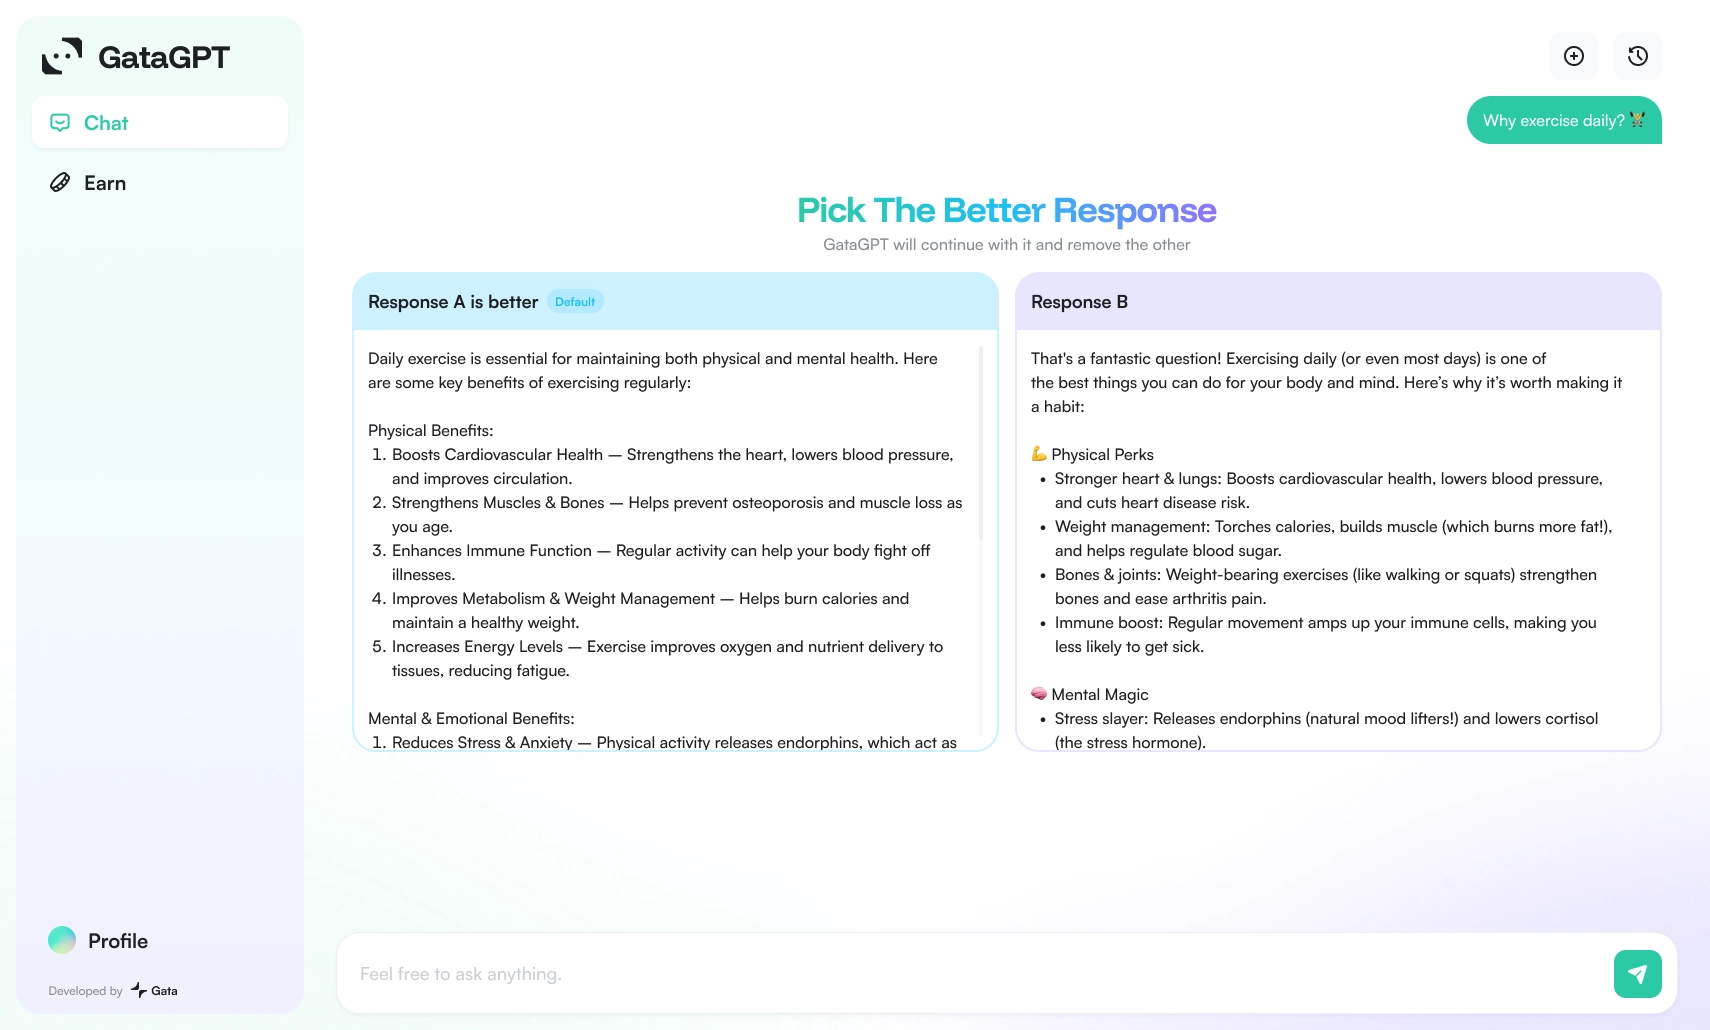 GataGPT
Chat
Earn
Why exercise daily? 🏋️
Pick The Better Response
GataGPT will continue with it and remove the other
Response A is better Default
Daily exercise is essential for maintaining both physical and mental health. Here
are some key benefits of exercising regularly:
Physical Benefits:
1. Boosts Cardiovascular Health – Strengthens the heart, lowers blood pressure,
and improves circulation.
2. Strengthens Muscles & Bones – Helps prevent osteoporosis and muscle loss as
you age.
3. Enhances Immune Function – Regular activity can help your body fight off
illnesses.
4. Improves Metabolism & Weight Management – Helps burn calories and
maintain a healthy weight.
5. Increases Energy Levels – Exercise improves oxygen and nutrient delivery to
tissues, reducing fatigue.
Mental & Emotional Benefits:
1. Reduces Stress & Anxiety – Physical activity releases endorphins, which act as
Response B
That's a fantastic question! Exercising daily (or even most days) is one of
the best things you can do for your body and mind. Here’s why it’s worth making it
a habit:
💪 Physical Perks
• Stronger heart & lungs: Boosts cardiovascular health, lowers blood pressure,
and cuts heart disease risk.
• Weight management: Torches calories, builds muscle (which burns more fat!),
and helps regulate blood sugar.
• Bones & joints: Weight-bearing exercises (like walking or squats) strengthen
bones and ease arthritis pain.
• Immune boost: Regular movement amps up your immune cells, making you
less likely to get sick.
🧠 Mental Magic
• Stress slayer: Releases endorphins (natural mood lifters!) and lowers cortisol
(the stress hormone).
Profile
Developed by Gata
Feel free to ask anything.